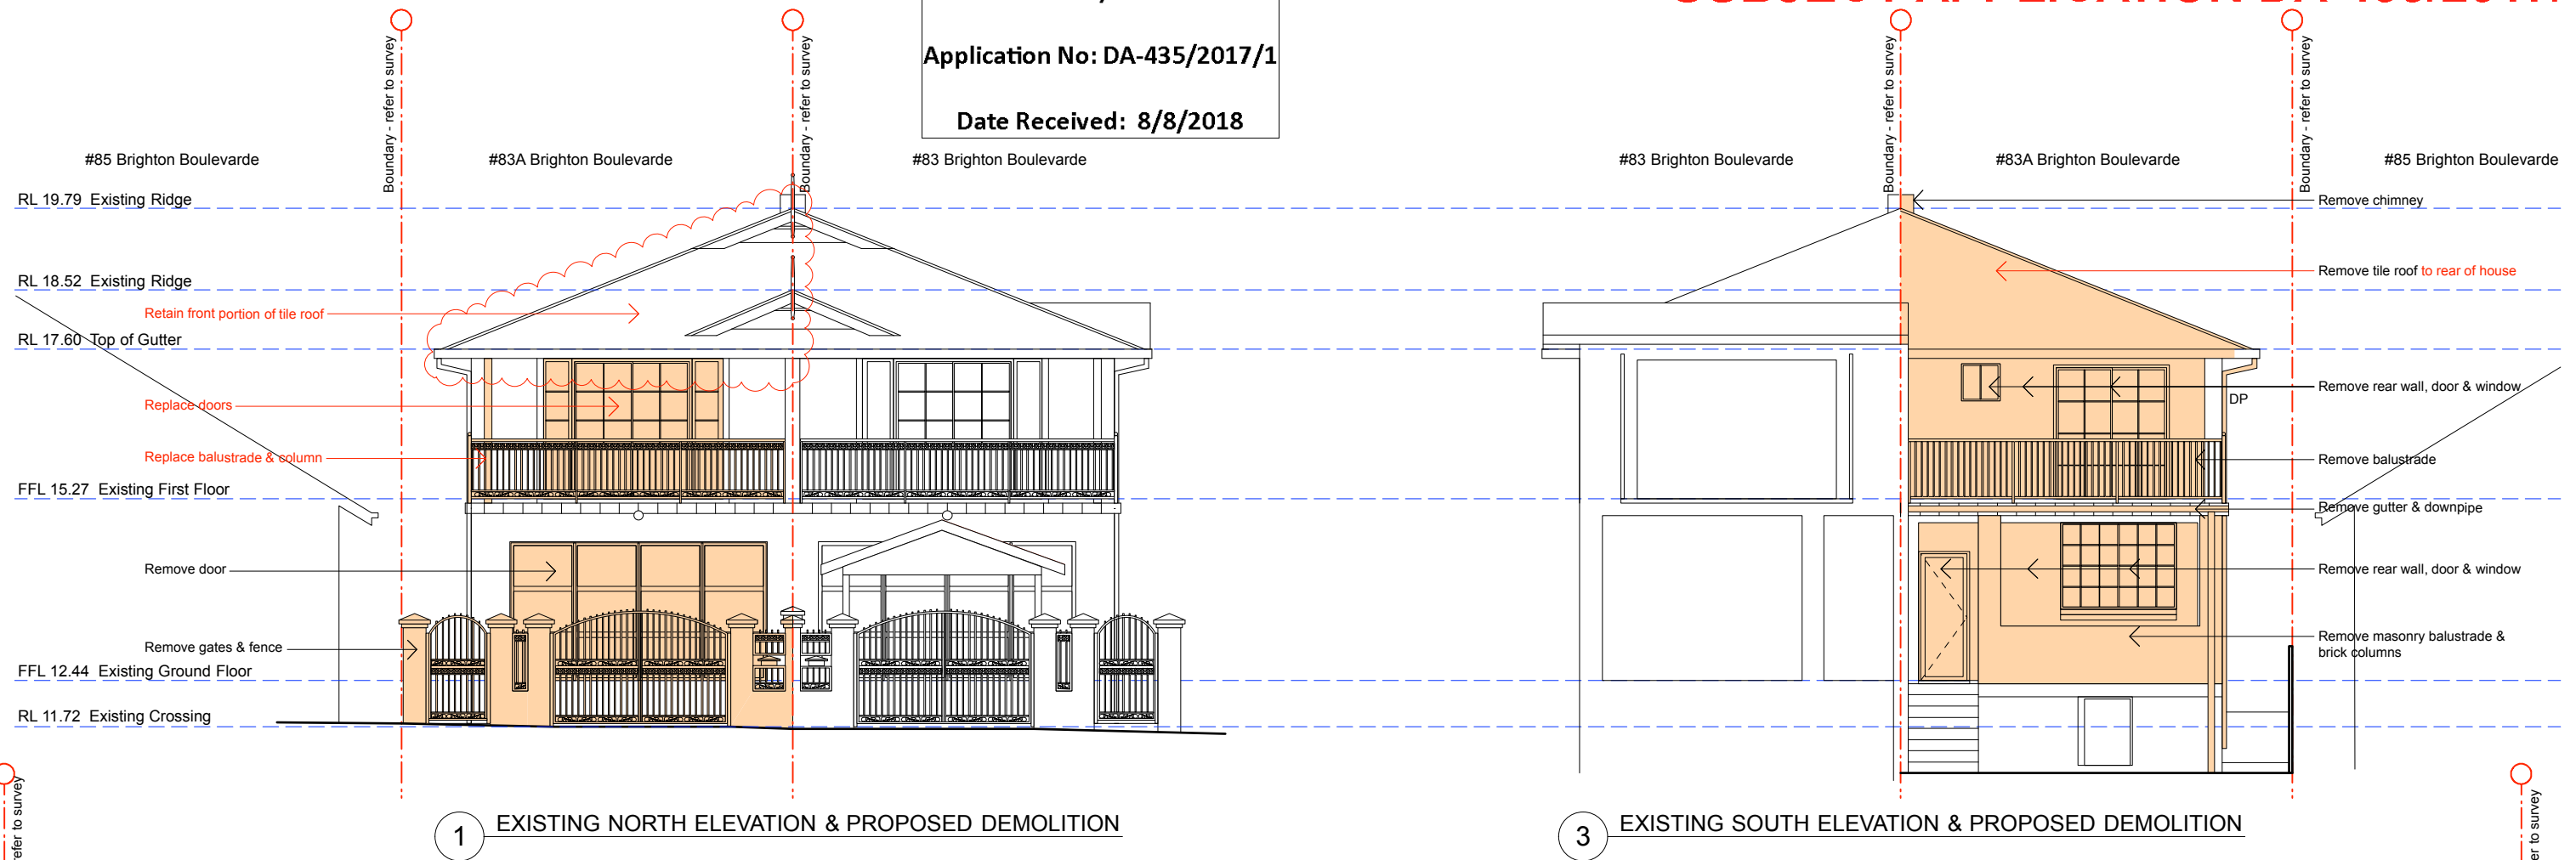 Application No: DA-435/2017/1
Date Received: 8/8/2018
Boundary - refer to survey
Boundary - refer to survey
Boundary - refer to survey
Boundary - refer to survey
#85 Brighton Boulevarde
#83A Brighton Boulevarde
#83 Brighton Boulevarde
#83 Brighton Boulevarde
#83A Brighton Boulevarde
#85 Brighton Boulevarde
RL 19.79 Existing Ridge
RL 18.52 Existing Ridge
Retain front portion of tile roof
RL 17.60 Top of Gutter
Replace doors
Replace balustrade & column
FFL 15.27 Existing First Floor
Remove door
Remove gates & fence
FFL 12.44 Existing Ground Floor
RL 11.72 Existing Crossing
Remove chimney
Remove tile roof to rear of house
Remove rear wall, door & window
DP
Remove balustrade
Remove gutter & downpipe
Remove rear wall, door & window
Remove masonry balustrade &
brick columns
1 EXISTING NORTH ELEVATION & PROPOSED DEMOLITION
3 EXISTING SOUTH ELEVATION & PROPOSED DEMOLITION
to survey
to survey